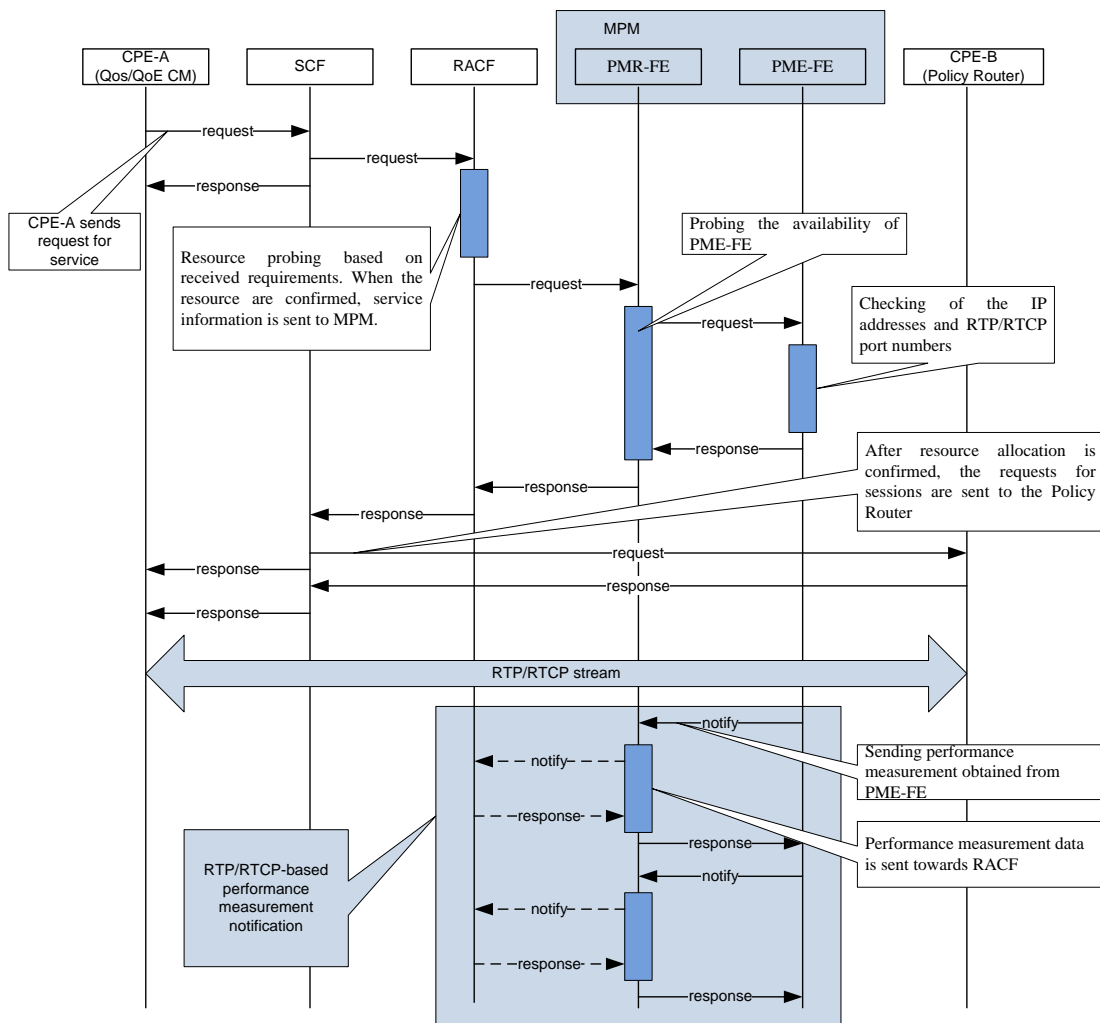 MPM
CPE-A
(Qos/QoE CM)
SCF
RACF
PMR-FE
PME-FE
CPE-B
(Policy Router)
request
request
response
CPE-A sends
request for
service
Resource probing based on
received requirements. When the
resource are confirmed, service
information is sent to MPM.
Probing the availability of
PME-FE
request
request
Checking of the IP
addresses and RTP/RTCP
port numbers
response
After resource allocation is
confirmed, the requests for
sessions are sent to the Policy
Router
response
response
request
response
response
response
RTP/RTCP stream
notify
Sending performance
measurement obtained from
PME-FE
notify
response
Performance measurement data
is sent towards RACF
response
RTP/RTCP-based
performance
measurement
notification
notify
notify
response
response